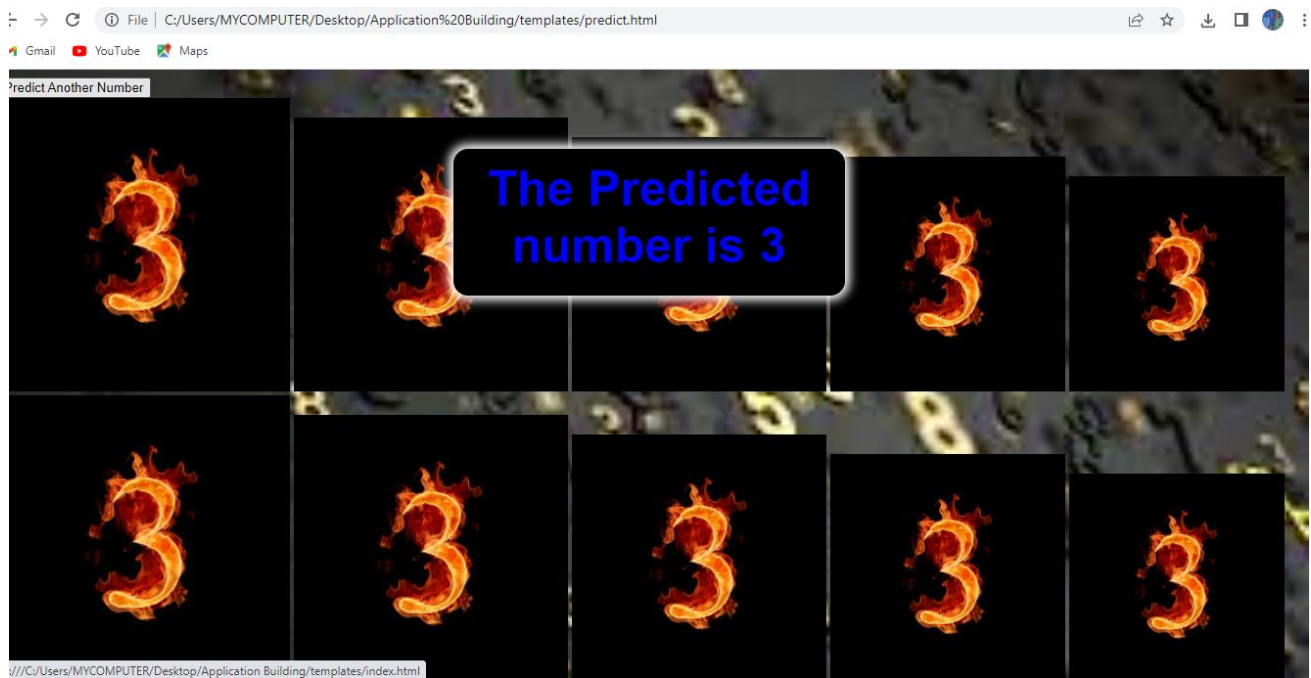 File | C:/Users/MYCOMPUTER/Desktop/Application%20Building/templates/predict.html
Gmail YouTube Maps
Predict Another Number
The Predicted
number is 3
3 3 3 3 3
3 3 3 3 3
:///C:/Users/MYCOMPUTER/Desktop/Application Building/templates/index.html